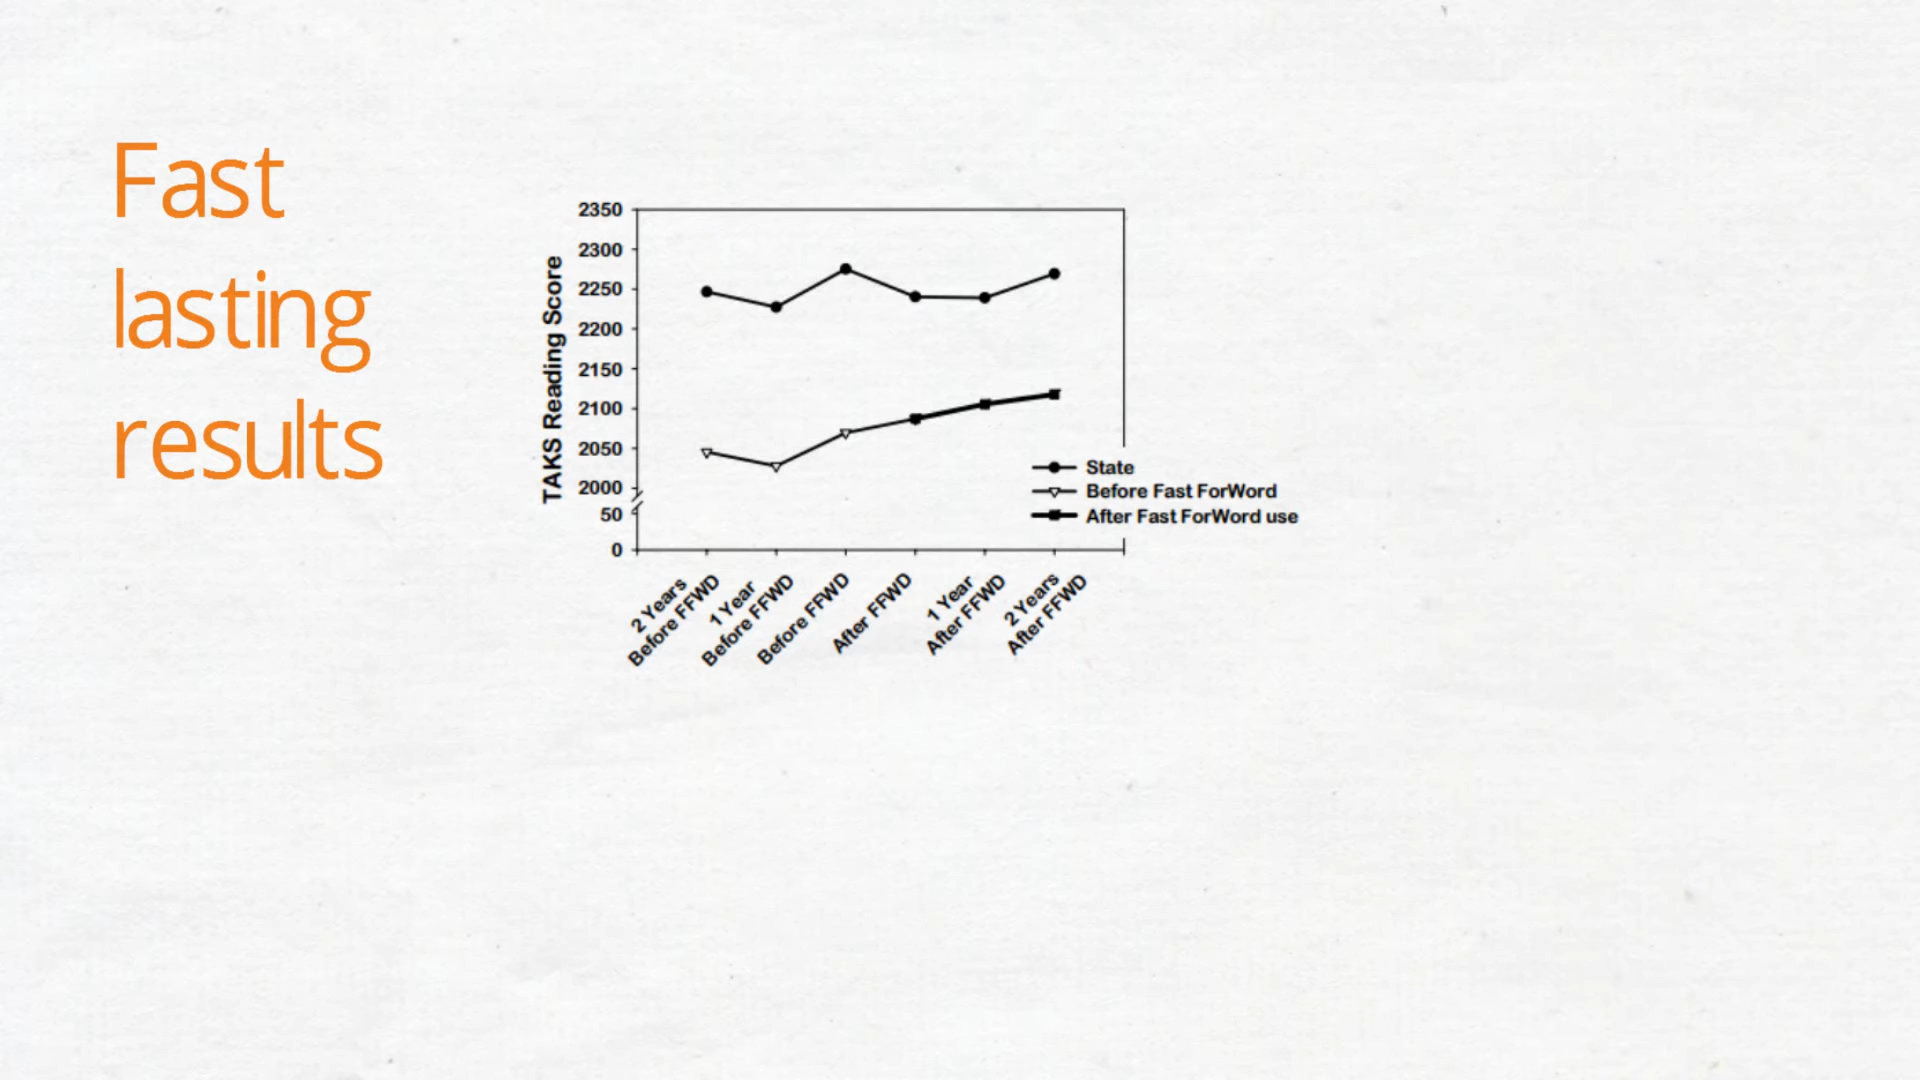 Fast
lasting
results
TAKS Reading Score
2350
2300
2250
2200
2150
2100
2050
2000
50
0
State
Before Fast ForWord
After Fast ForWord use
2 Years
Before FFWD
1 Year
Before FFWD
Before FFWD
After FFWD
1 Year
After FFWD
2 Years
After FFWD